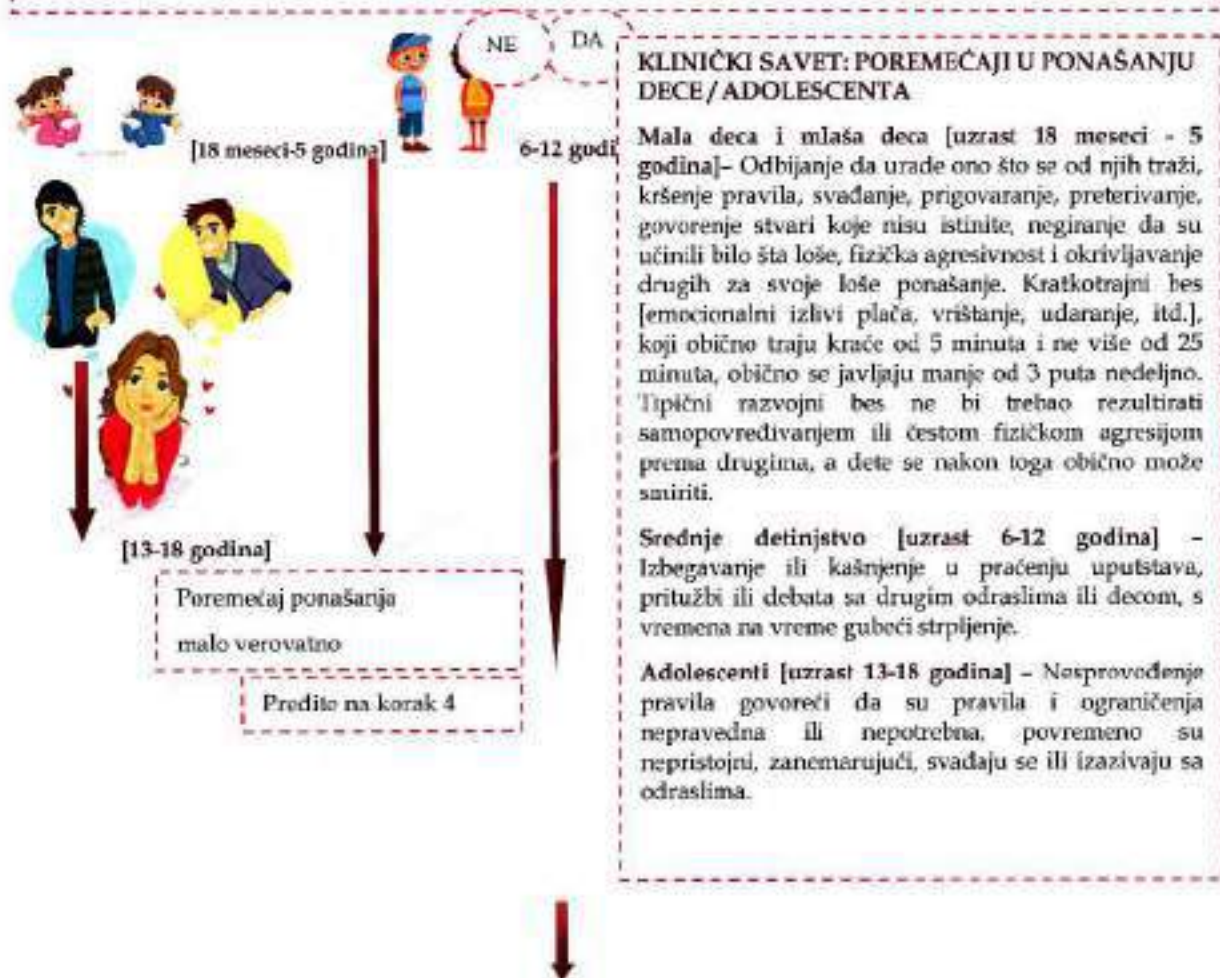 NE
DA
[18 meseci-5 godina]
6-12 godi
[13-18 godina]
Poremećaj ponašanja
malo verovatno
Pređite na korak 4
KLINIČKI SAVET: POREMEĆAJI U PONAŠANJU
DECE / ADOLESCENTA
Mala deca i mlaša deca [uzrast 18 meseci - 5
godina]– Odbijanje da urade ono što se od njih traži,
kršenje pravila, svađanje, prigovaranje, preterivanje,
govorenje stvari koje nisu istinite, negiranje da su
učinili bilo šta loše, fizička agresivnost i okrivljavanje
drugih za svoje loše ponašanje. Kratkotrajni bes
[emocionalni izlivi plača, vrištanje, udaranje, itd.],
koji obično traju kraće od 5 minuta i ne više od 25
minuta, obično se javljaju manje od 3 puta nedeljno.
Tipični razvojni bes ne bi trebao rezultirati
samopovređivanjem ili čestom fizičkom agresijom
prema drugima, a dete se nakon toga obično može
smiriti.
Srednje detinjstvo [uzrast 6-12 godina] –
Izbegavanje ili kašnjenje u praćenju uputstava,
pritužbi ili debata sa drugim odraslima ili decom, s
vremena na vreme gubeći strpljenje.
Adolescenti [uzrast 13-18 godina] – Nesprovođenje
pravila govoreći da su pravila i ograničenja
nepravedna ili nepotrebna, povremeno su
nepristojni, zanemarujući, svađaju se ili izazivaju sa
odraslima.